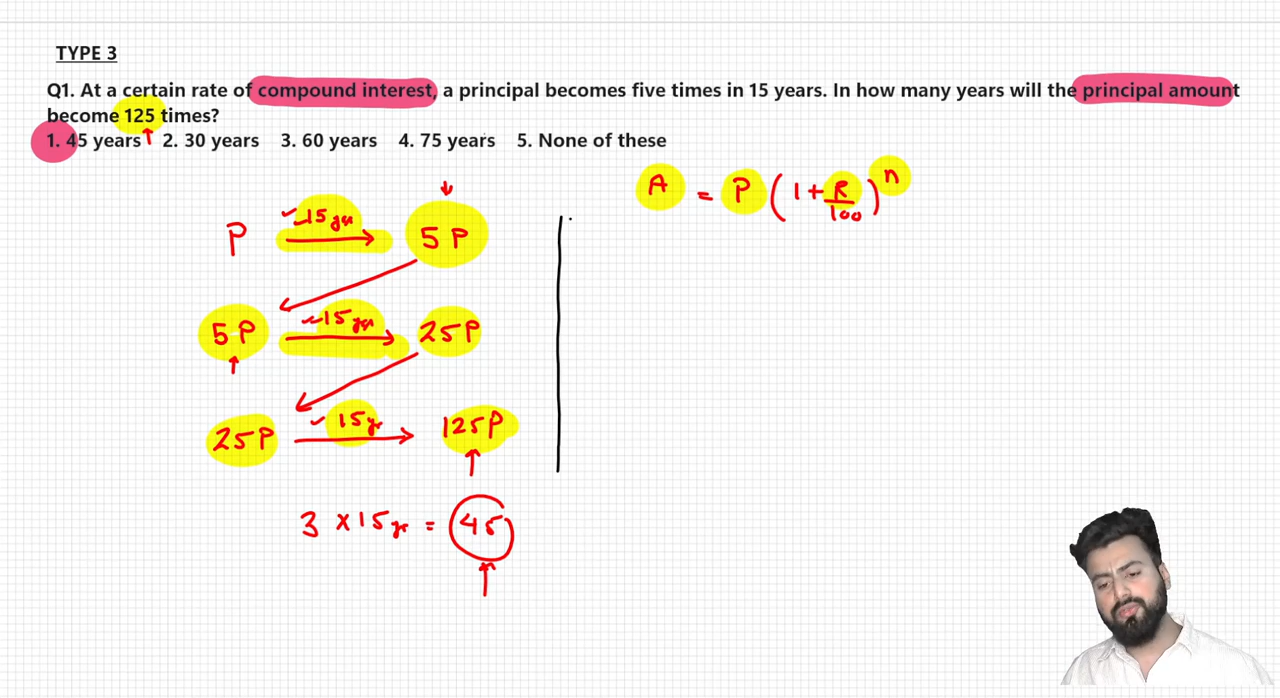 TYPE 3
Q1. At a certain rate of compound interest, a principal becomes five times in 15 years. In how many years will the principal amount
become 125 times?
1. 45 years 2. 30 years 3. 60 years 4. 75 years 5. None of these
A = P (1 + R/100)^n
P 15 yr 5P
5P 15 yr 25P
25P 15 yr 125P
3 × 15 yr = 45